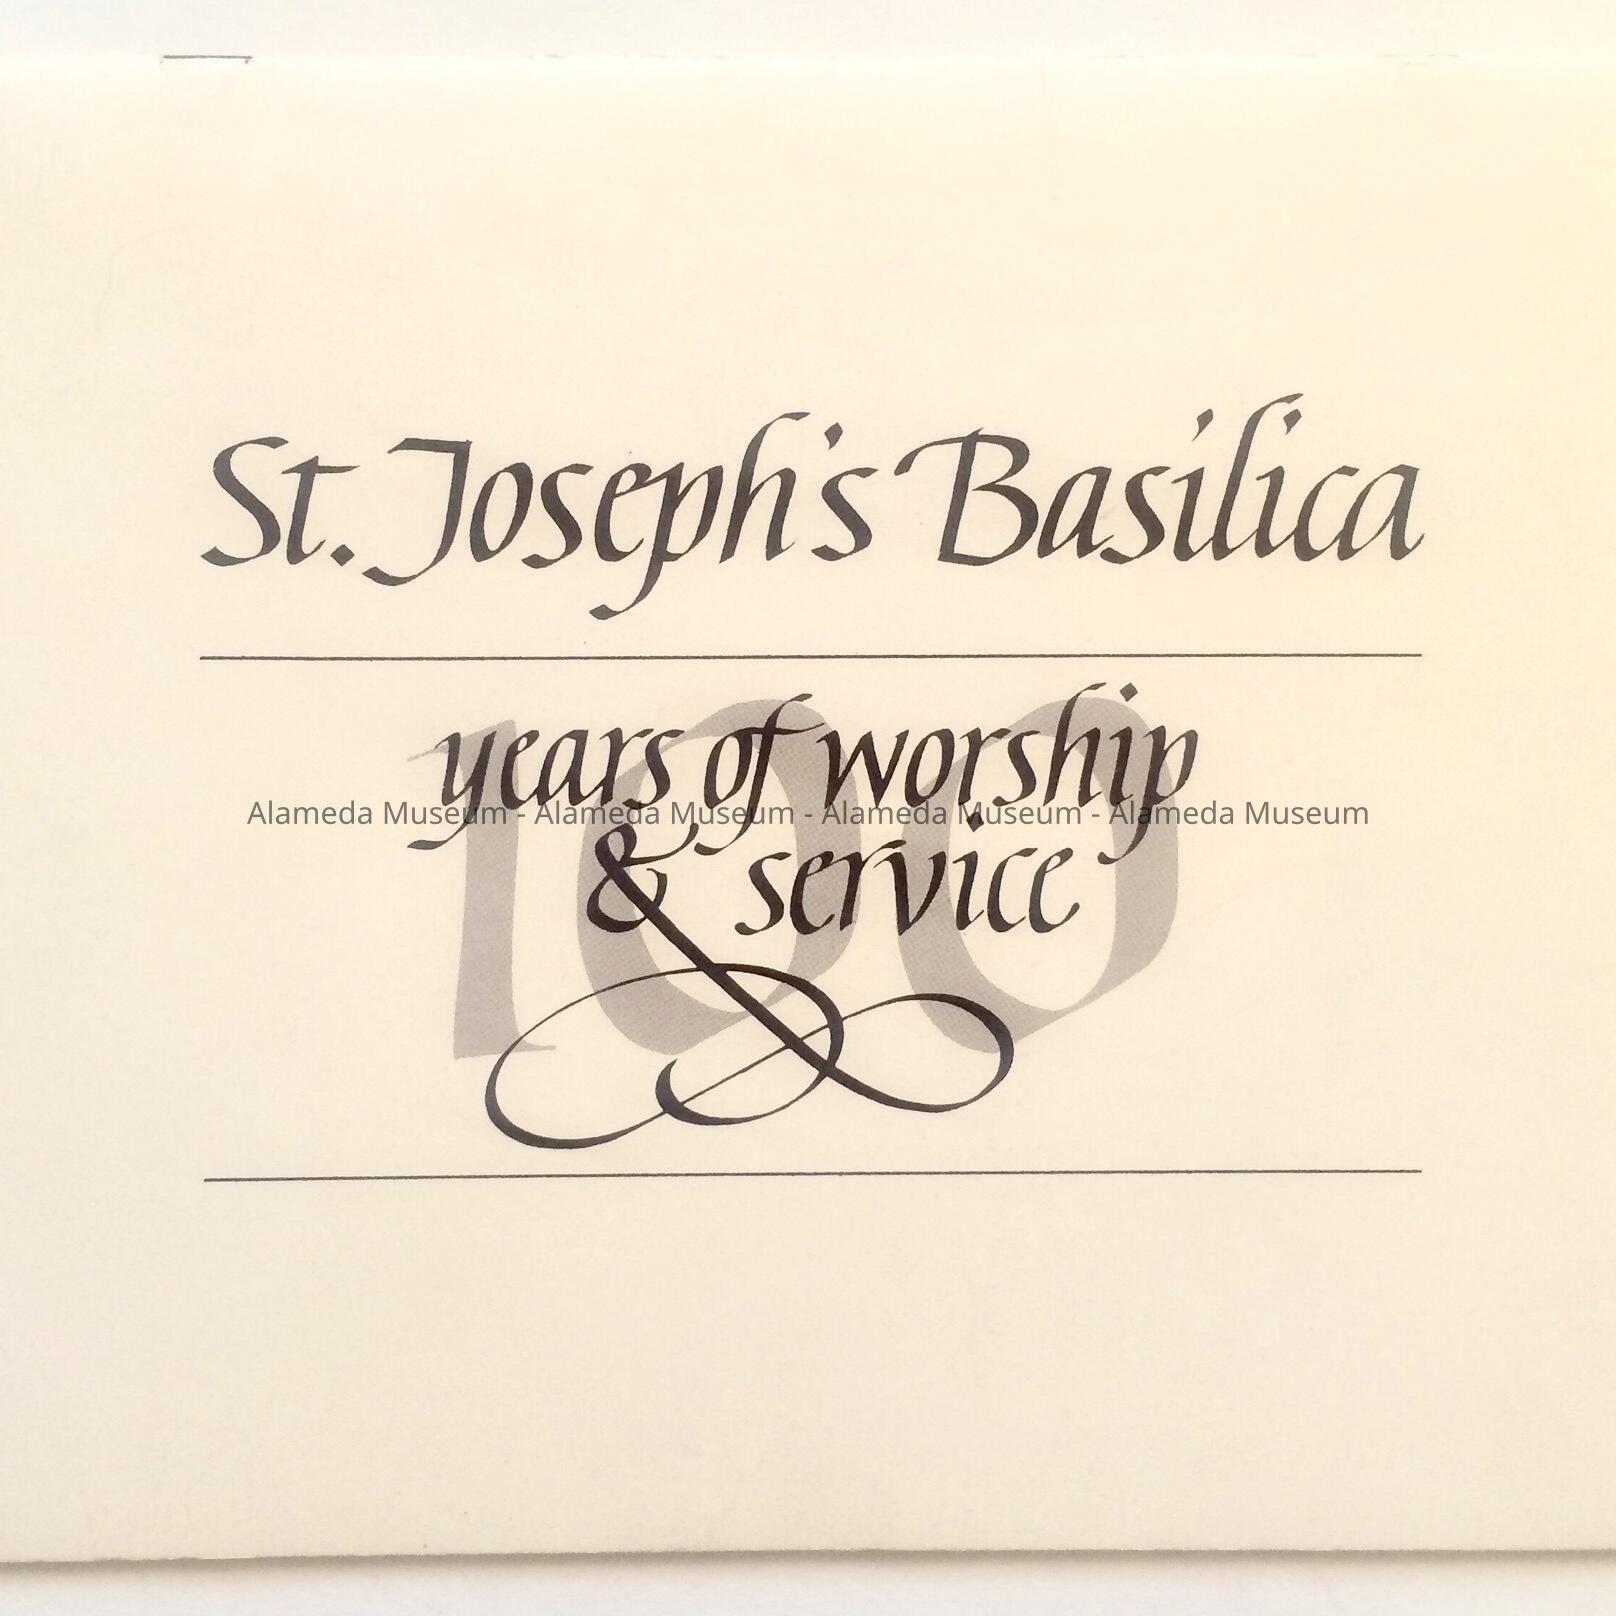 St. Joseph's Basilica
100
years of worship
& service
Alameda Museum - Alameda Museum - Alameda Museum - Alameda Museum